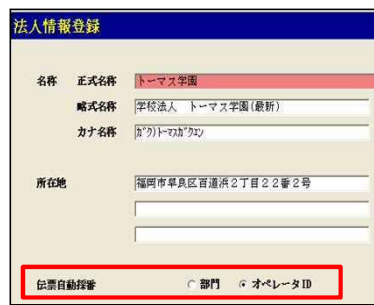 法人情報登録
名称 正式名称 トーマス学園
略式名称 学校法人 トーマス学園(最新)
カナ名称 ｶﾞｸ)ﾄｰﾏｽｶﾞｸｴﾝ
所在地 福岡市早良区百道浜２丁目２２番２号
伝票自動採番 部門 オペレータID